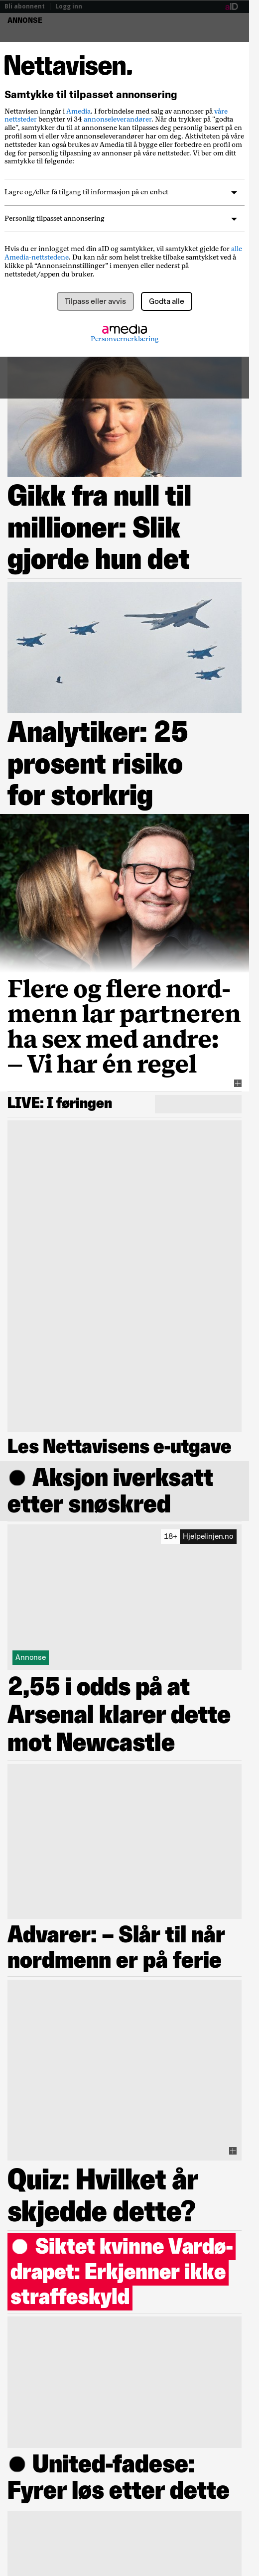 Bli abonnent | Logg inn
aID
ANNONSE
Nettavisen.
Samtykke til tilpasset annonsering
Nettavisen inngår i Amedia. I forbindelse med salg av annonser på våre
nettsteder benytter vi 34 annonseleverandører. Når du trykker på "godta
alle", samtykker du til at annonsene kan tilpasses deg personlig basert på en
profil som vi eller våre annonseleverandører har om deg. Aktiviteten på våre
nettsteder kan også brukes av Amedia til å bygge eller forbedre en profil om
deg for personlig tilpasning av annonser på våre nettsteder. Vi ber om ditt
samtykke til følgende:
Lagre og/eller få tilgang til informasjon på en enhet
Personlig tilpasset annonsering
Hvis du er innlogget med din aID og samtykker, vil samtykket gjelde for alle
Amedia-nettstedene. Du kan når som helst trekke tilbake samtykket ved å
klikke på “Annonseinnstillinger” i menyen eller nederst på
nettstedet/appen du bruker.
Tilpass eller avvis
Godta alle
amedia
Personvernerklæring
Gikk fra null til
millioner: Slik
gjorde hun det
Analytiker: 25
prosent risiko
for storkrig
Flere og flere nord-
menn lar partneren
ha sex med andre:
– Vi har én regel
LIVE: I føringen
Les Nettavisens e-utgave
● Aksjon iverksatt
etter snøskred
18+ Hjelpelinjen.no
Annonse
2,55 i odds på at
Arsenal klarer dette
mot Newcastle
Advarer: – Slår til når
nordmenn er på ferie
Quiz: Hvilket år
skjedde dette?
● Siktet kvinne Vardø-
drapet: Erkjenner ikke
straffeskyld
● United-fadese:
Fyrer løs etter dette